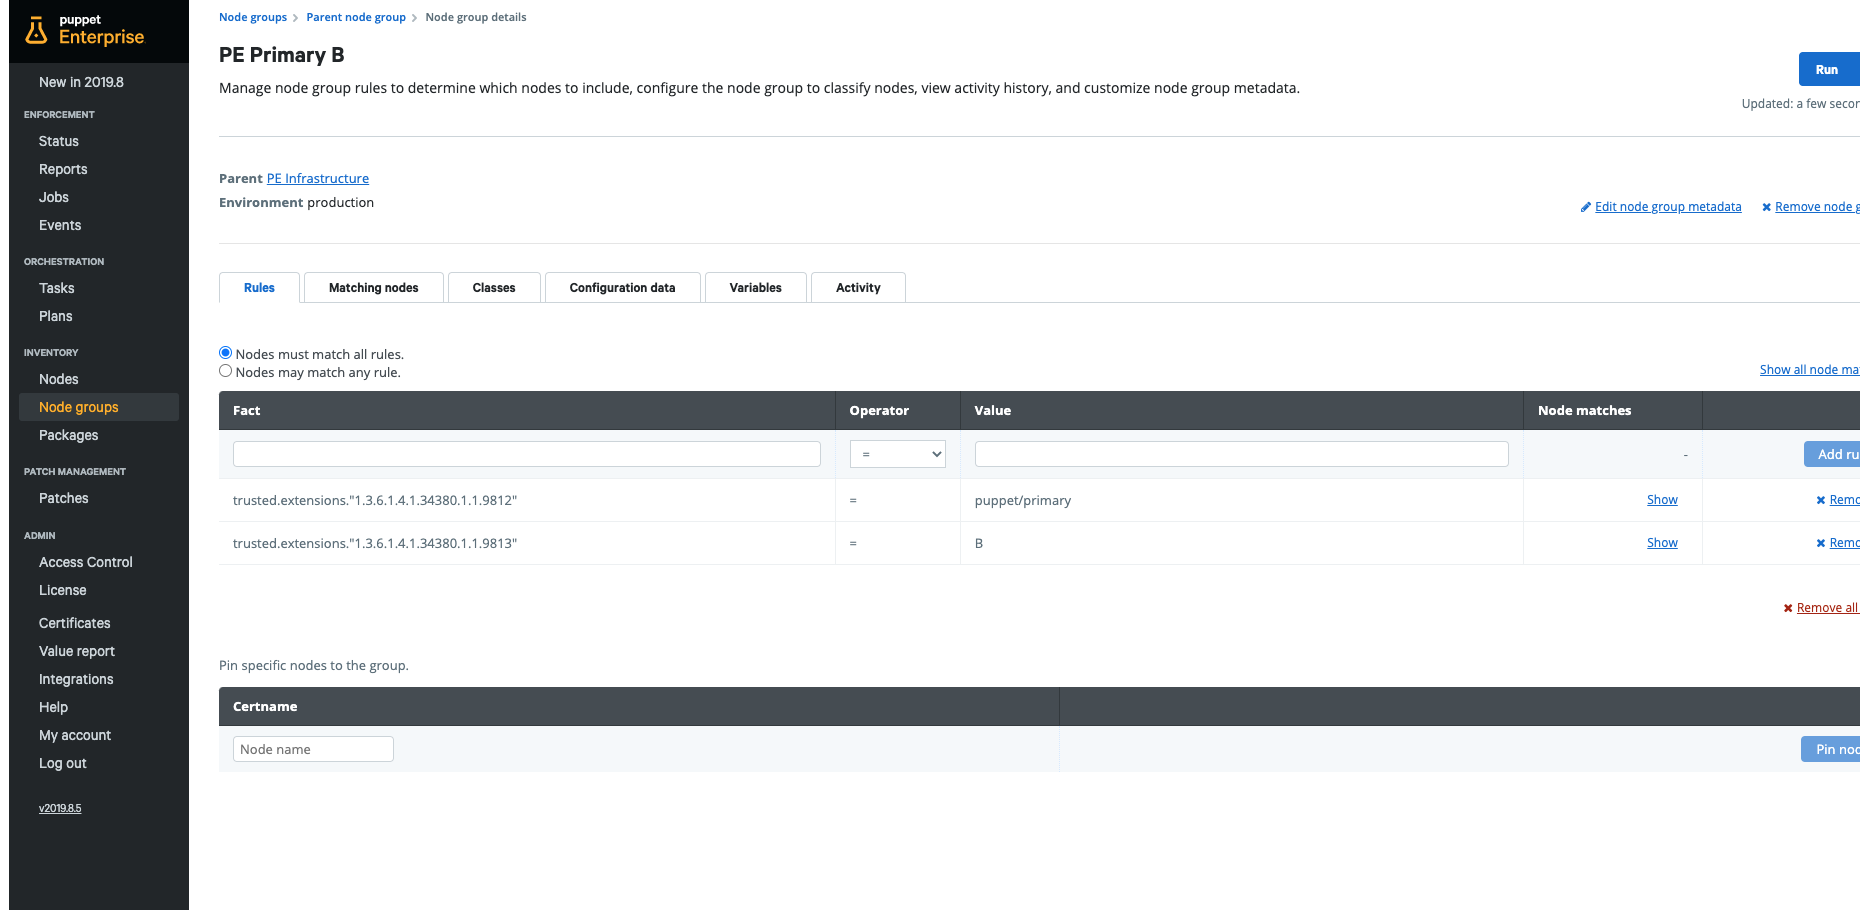 puppet
Enterprise
New in 2019.8
ENFORCEMENT
Status
Reports
Jobs
Events
ORCHESTRATION
Tasks
Plans
INVENTORY
Nodes
Node groups
Packages
PATCH MANAGEMENT
Patches
ADMIN
Access Control
License
Certificates
Value report
Integrations
Help
My account
Log out
v2019.8.5
Node groups > Parent node group > Node group details
PE Primary B
Manage node group rules to determine which nodes to include, configure the node group to classify nodes, view activity history, and customize node group metadata.
Run
Updated: a few secon
Parent PE Infrastructure
Environment production
Edit node group metadata Remove node g
Rules Matching nodes Classes Configuration data Variables Activity
Nodes must match all rules.
Nodes may match any rule.
Show all node mat
Fact Operator Value Node matches
= - Add ru
trusted.extensions."1.3.6.1.4.1.34380.1.1.9812" = puppet/primary Show Remo
trusted.extensions."1.3.6.1.4.1.34380.1.1.9813" = B Show Remo
Remove all
Pin specific nodes to the group.
Certname
Node name Pin nod